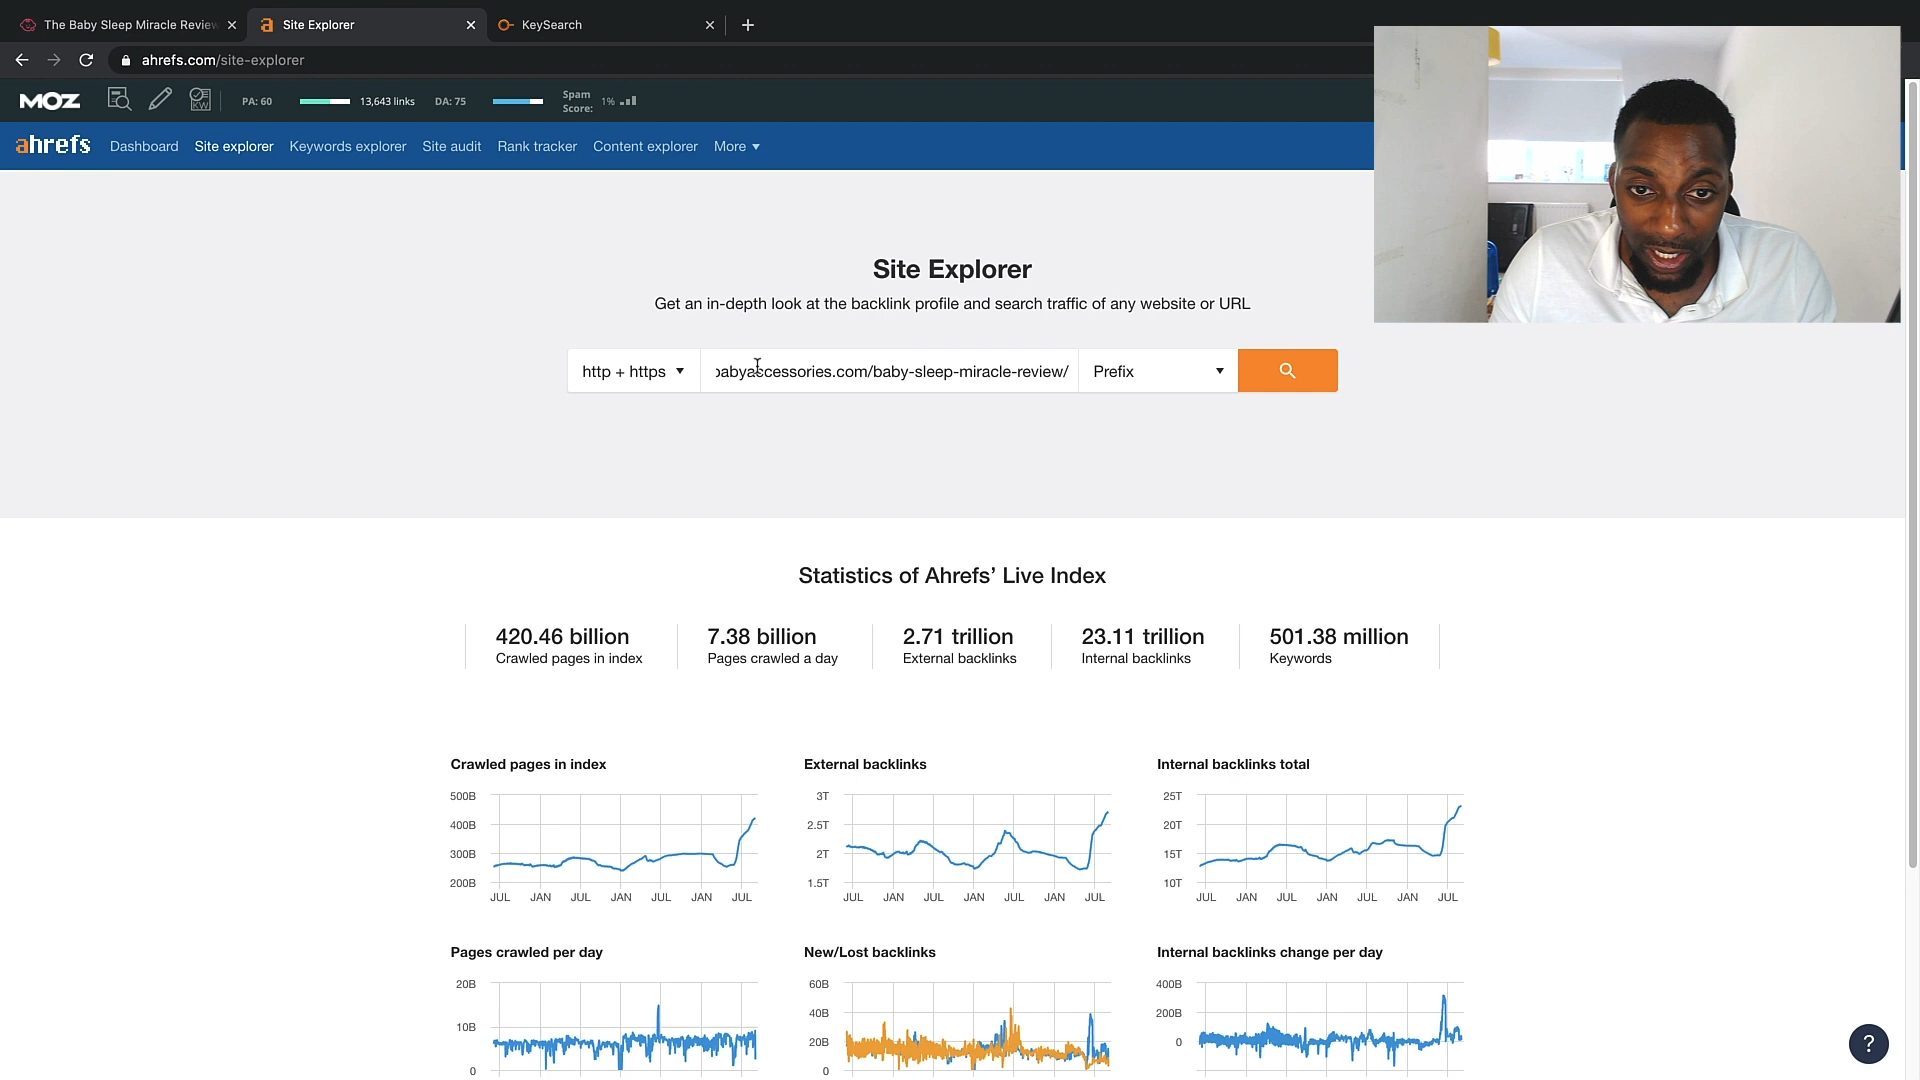 The Baby Sleep Miracle Review
Site Explorer
KeySearch
ahrefs.com/site-explorer
MOZ
KW
PA: 60
13,643 links
DA: 75
Spam Score: 1%
ahrefs
Dashboard
Site explorer
Keywords explorer
Site audit
Rank tracker
Content explorer
More
Site Explorer
Get an in-depth look at the backlink profile and search traffic of any website or URL
http + https
babyaccessories.com/baby-sleep-miracle-review/
Prefix
Statistics of Ahrefs’ Live Index
420.46 billion
Crawled pages in index
7.38 billion
Pages crawled a day
2.71 trillion
External backlinks
23.11 trillion
Internal backlinks
501.38 million
Keywords
Crawled pages in index
500B
400B
300B
200B
JUL JAN JUL JAN JUL JAN JUL
External backlinks
3T
2.5T
2T
1.5T
JUL JAN JUL JAN JUL JAN JUL
Internal backlinks total
25T
20T
15T
10T
JUL JAN JUL JAN JUL JAN JUL
Pages crawled per day
20B
10B
0
New/Lost backlinks
60B
40B
20B
0
Internal backlinks change per day
400B
200B
0
?